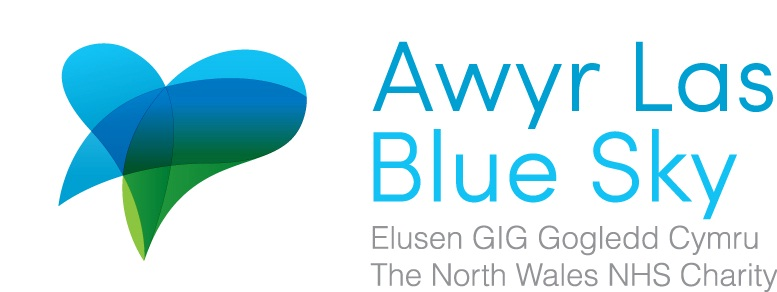 Awyr Las
Blue Sky
Elusen GIG Gogledd Cymru
The North Wales NHS Charity